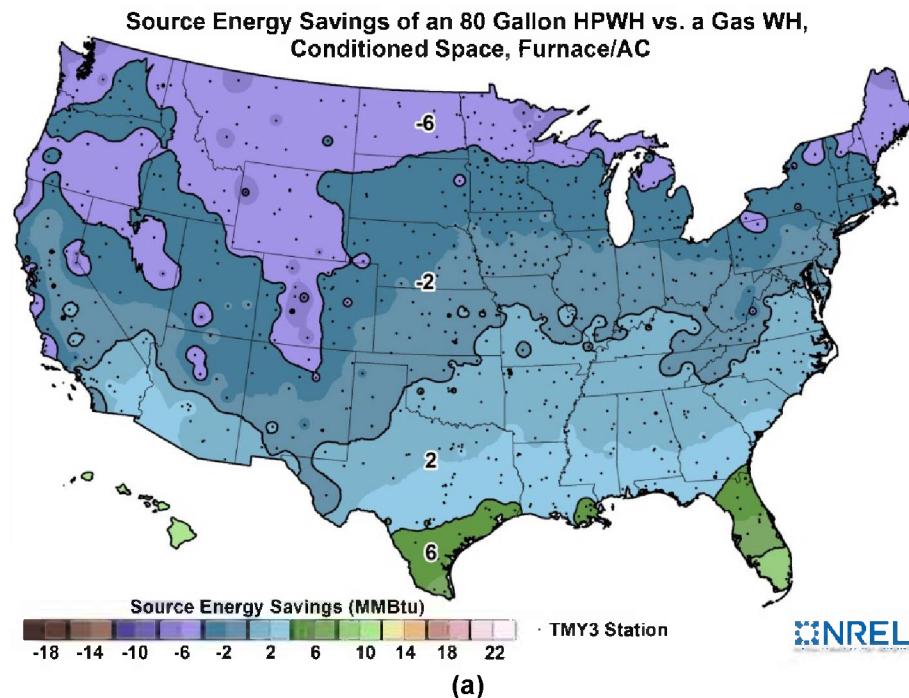 Source Energy Savings of an 80 Gallon HPWH vs. a Gas WH,
Conditioned Space, Furnace/AC
-6
-2
2
6
Source Energy Savings (MMBtu)
-18 -14 -10 -6 -2 2 6 10 14 18 22
· TMY3 Station
NREL
(a)